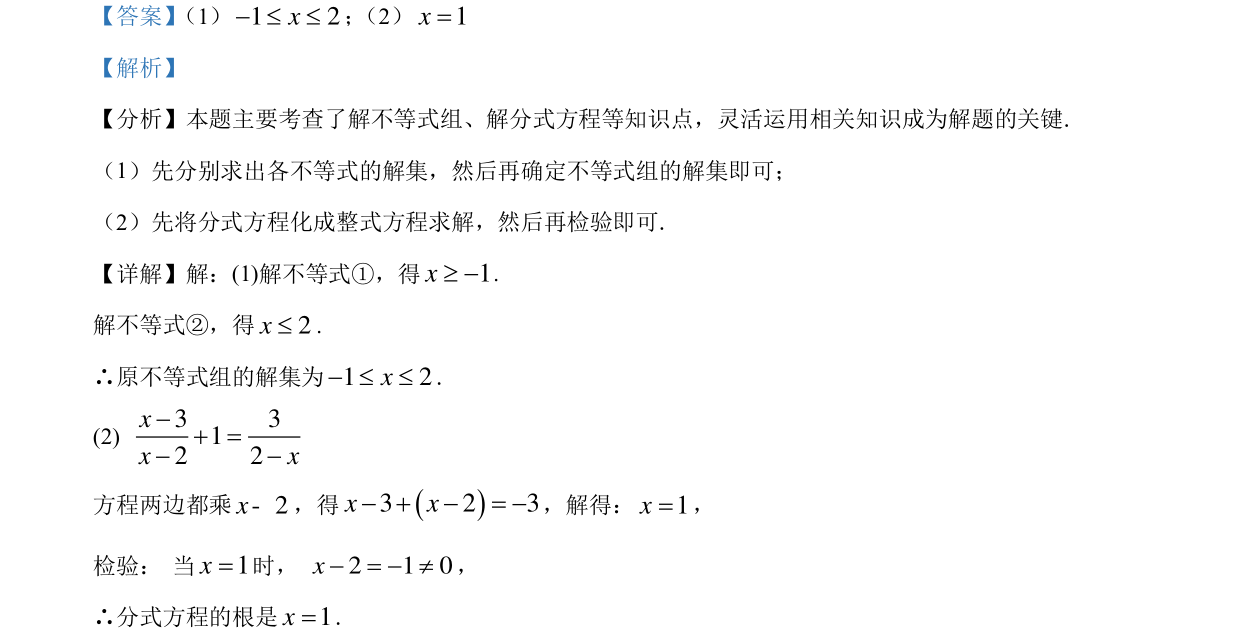 【答案】（1）−1≤x≤2；（2）x=1
【解析】
【分析】本题主要考查了解不等式组、解分式方程等知识点，灵活运用相关知识成为解题的关键．
（1）先分别求出各不等式的解集，然后再确定不等式组的解集即可；
（2）先将分式方程化成整式方程求解，然后再检验即可．
【详解】解：(1)解不等式①，得x≥−1．
解不等式②，得x≤2．
∴原不等式组的解集为−1≤x≤2．
(2) \frac{x−3}{x−2}+1=\frac{3}{2−x}
方程两边都乘x- 2，得x−3+(x−2)=−3，解得：x=1，
检验： 当x=1时， x−2=−1≠0，
∴分式方程的根是x=1．